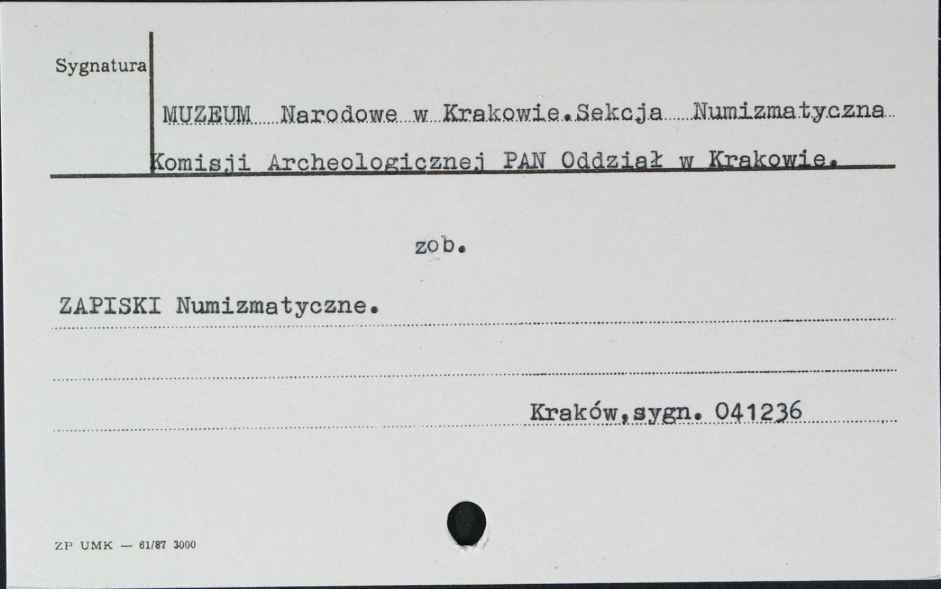 Sygnatura
MUZEUM Narodowe w Krakowie.Sekcja Numizmatyczna
Komisji Archeologicznej PAN Oddział w Krakowie.
zob.
ZAPISKI Numizmatyczne.
Kraków,sygn. 041236
ZP UMK — 61/87 3000